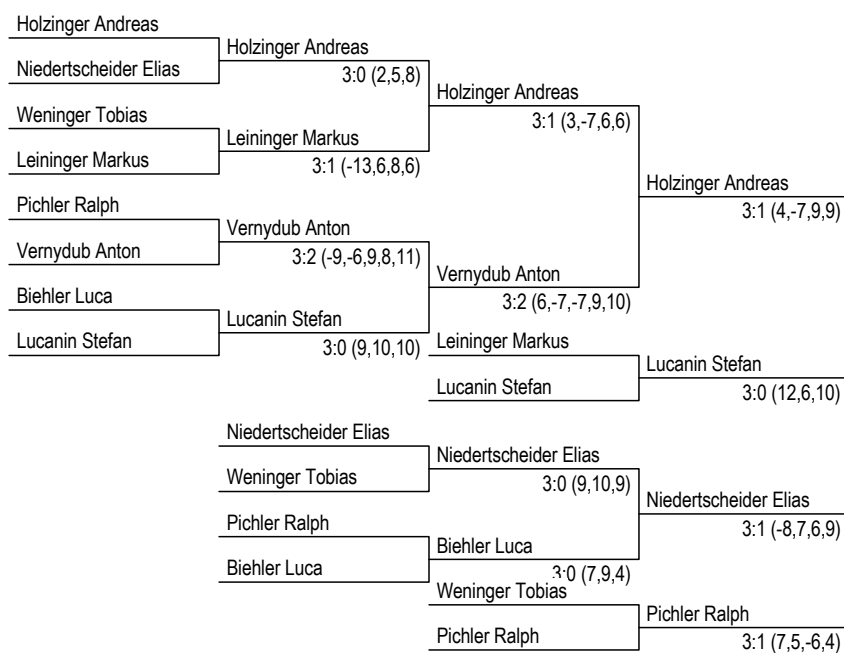 Holzinger Andreas
Niedertscheider Elias
Weninger Tobias
Leininger Markus
Pichler Ralph
Vernydub Anton
Biehler Luca
Lucanin Stefan
Holzinger Andreas
3:0 (2,5,8)
Leininger Markus
3:1 (-13,6,8,6)
Vernydub Anton
3:2 (-9,-6,9,8,11)
Lucanin Stefan
3:0 (9,10,10)
Holzinger Andreas
3:1 (3,-7,6,6)
Vernydub Anton
3:2 (6,-7,-7,9,10)
Holzinger Andreas
3:1 (4,-7,9,9)
Leininger Markus
Lucanin Stefan
Lucanin Stefan
3:0 (12,6,10)
Niedertscheider Elias
Weninger Tobias
Pichler Ralph
Biehler Luca
Niedertscheider Elias
3:0 (9,10,9)
Biehler Luca
3:0 (7,9,4)
Niedertscheider Elias
3:1 (-8,7,6,9)
Weninger Tobias
Pichler Ralph
Pichler Ralph
3:1 (7,5,-6,4)